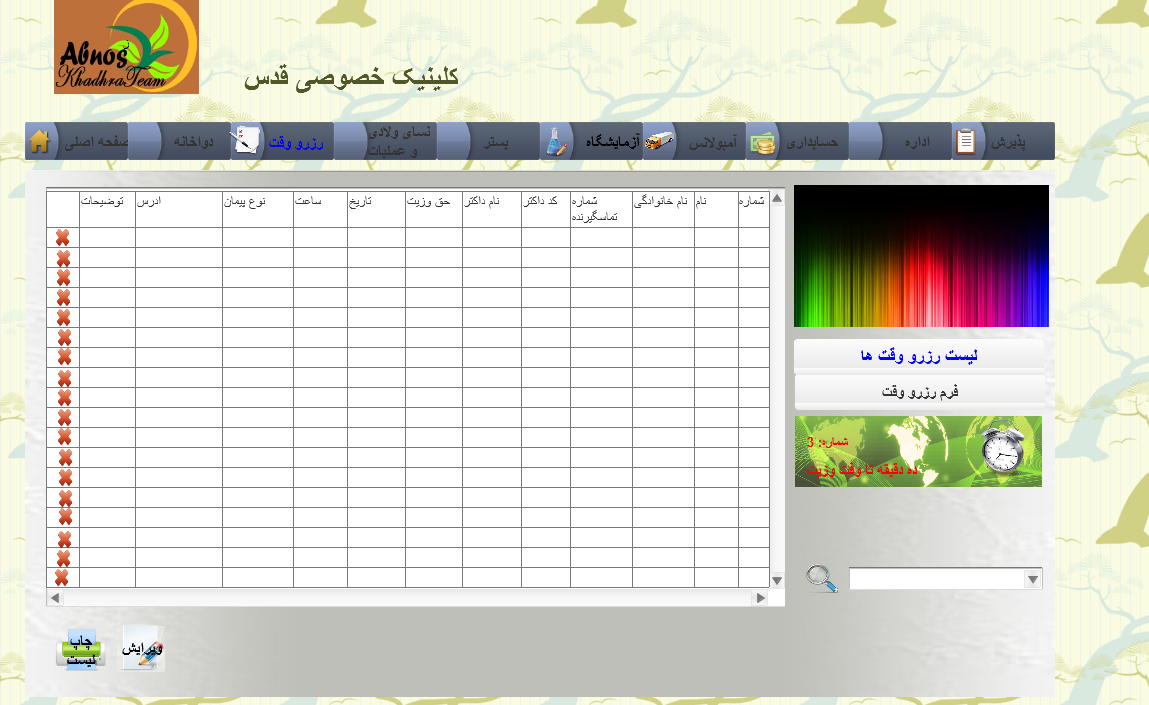 Abnos
KhadhraTeam
کلینیک خصوصی قدس
پذیرش
اداره
حسابداری
آمبولانس
آزمایشگاه
بستر
نسای ولادی
و عملیات
رزرو وقت
دواخانه
صفحه اصلی
شماره
نام
نام خانوادگی
شماره
تماسگیرنده
کد داکتر
نام داکتر
حق وزیت
تاریخ
ساعت
نوع پیمان
ادرس
توضیحات
لیست رزرو وقت ها
فرم رزرو وقت
شماره: 3
ده دقیقه تا وقت وزیت
ویرایش
چاپ
لیست